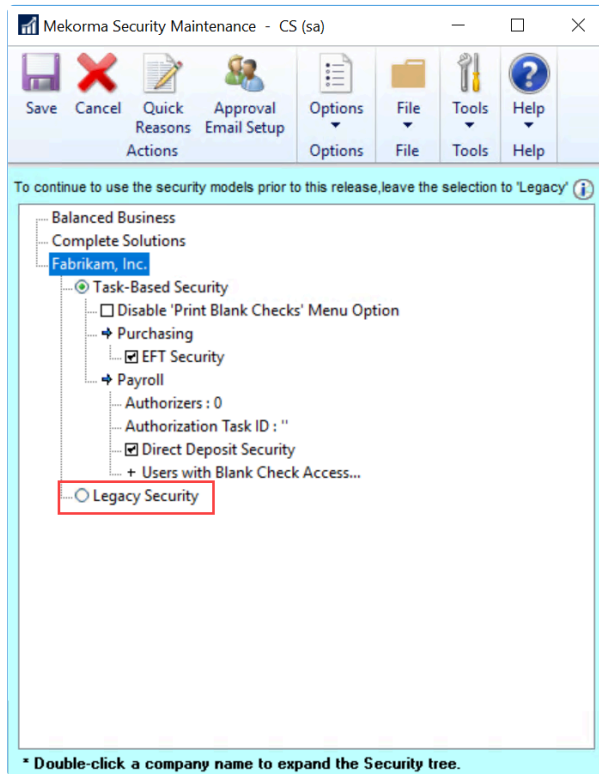 Mekorma Security Maintenance - CS (sa)
Save Cancel Quick Reasons Approval Email Setup Options File Tools Help
Actions Options File Tools Help
To continue to use the security models prior to this release,leave the selection to 'Legacy'
Balanced Business
Complete Solutions
Fabrikam, Inc.
Task-Based Security
Disable 'Print Blank Checks' Menu Option
Purchasing
EFT Security
Payroll
Authorizers : 0
Authorization Task ID : ''
Direct Deposit Security
+ Users with Blank Check Access...
Legacy Security
* Double-click a company name to expand the Security tree.